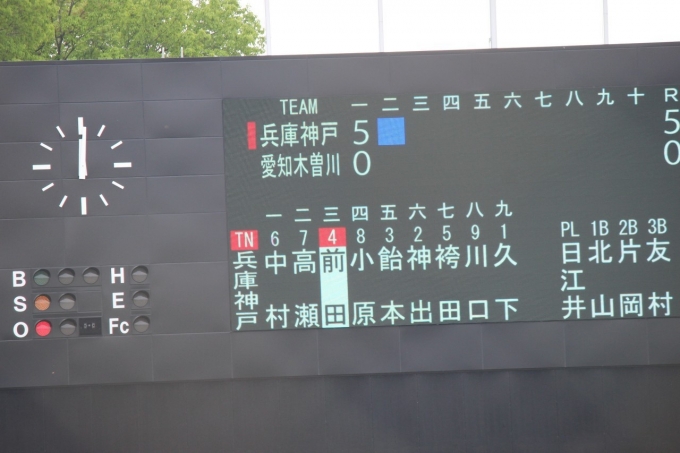 TEAM 一 二 三 四 五 六 七 八 九 十 R
兵庫神戸 5 5
愛知木曽川 0 0
一 二 三 四 五 六 七 八 九
TN 6 7 4 8 3 2 5 9 1 PL 1B 2B 3B
兵庫神戸 中村 高瀬 前田 小原 飴本 神出 袴田 川口 久下 日江井 北山 片岡 友村
B H
S E
O Fc